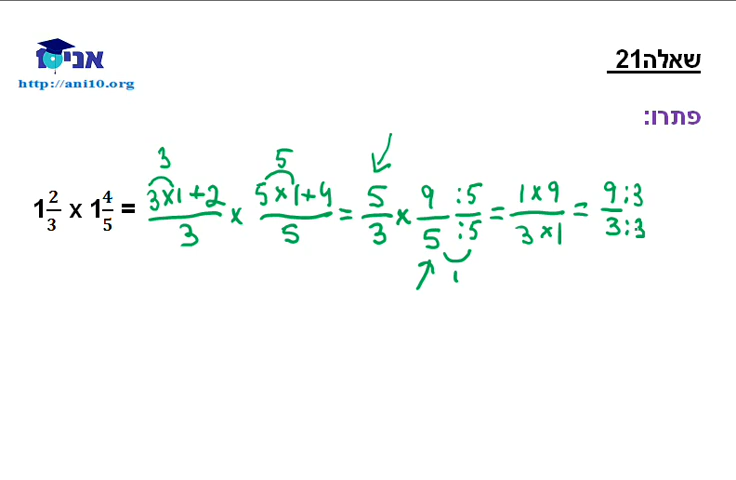 אני10
http://ani10.org
שאלה21
פתרו:
1 2/3 x 1 4/5 = (3x1+2)/3 x (5x1+4)/5 = 5/3 x 9/5 :5/:5 = (1x9)/(3x1) = 9:3/3:3
3
5
1